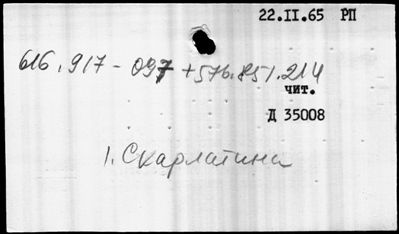 22.II.65 РП
616.917-097+576.851.214
чит.
Д 35008
1. Скарлатина